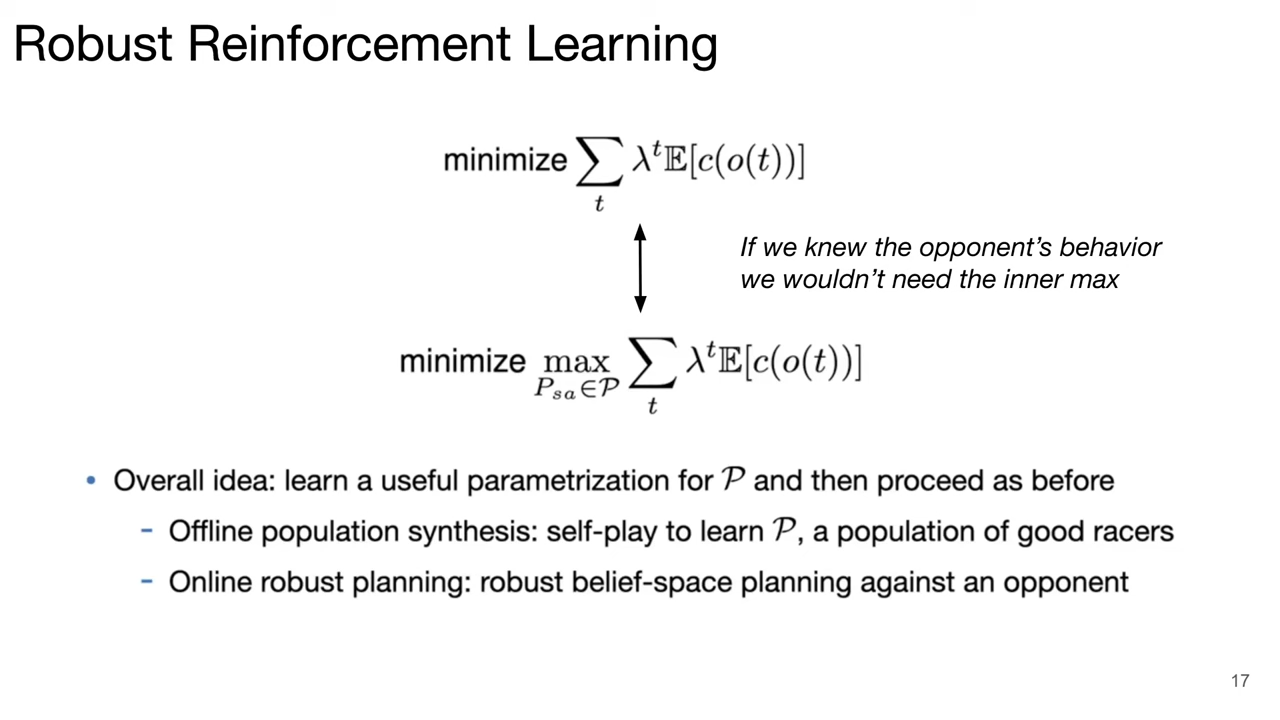 Robust Reinforcement Learning
minimize ∑_t λ^t 𝔼[c(o(t))]
If we knew the opponent's behavior
we wouldn't need the inner max
minimize max_{P_{sa}∈𝒫} ∑_t λ^t 𝔼[c(o(t))]
• Overall idea: learn a useful parametrization for 𝒫 and then proceed as before
- Offline population synthesis: self-play to learn 𝒫, a population of good racers
- Online robust planning: robust belief-space planning against an opponent
17